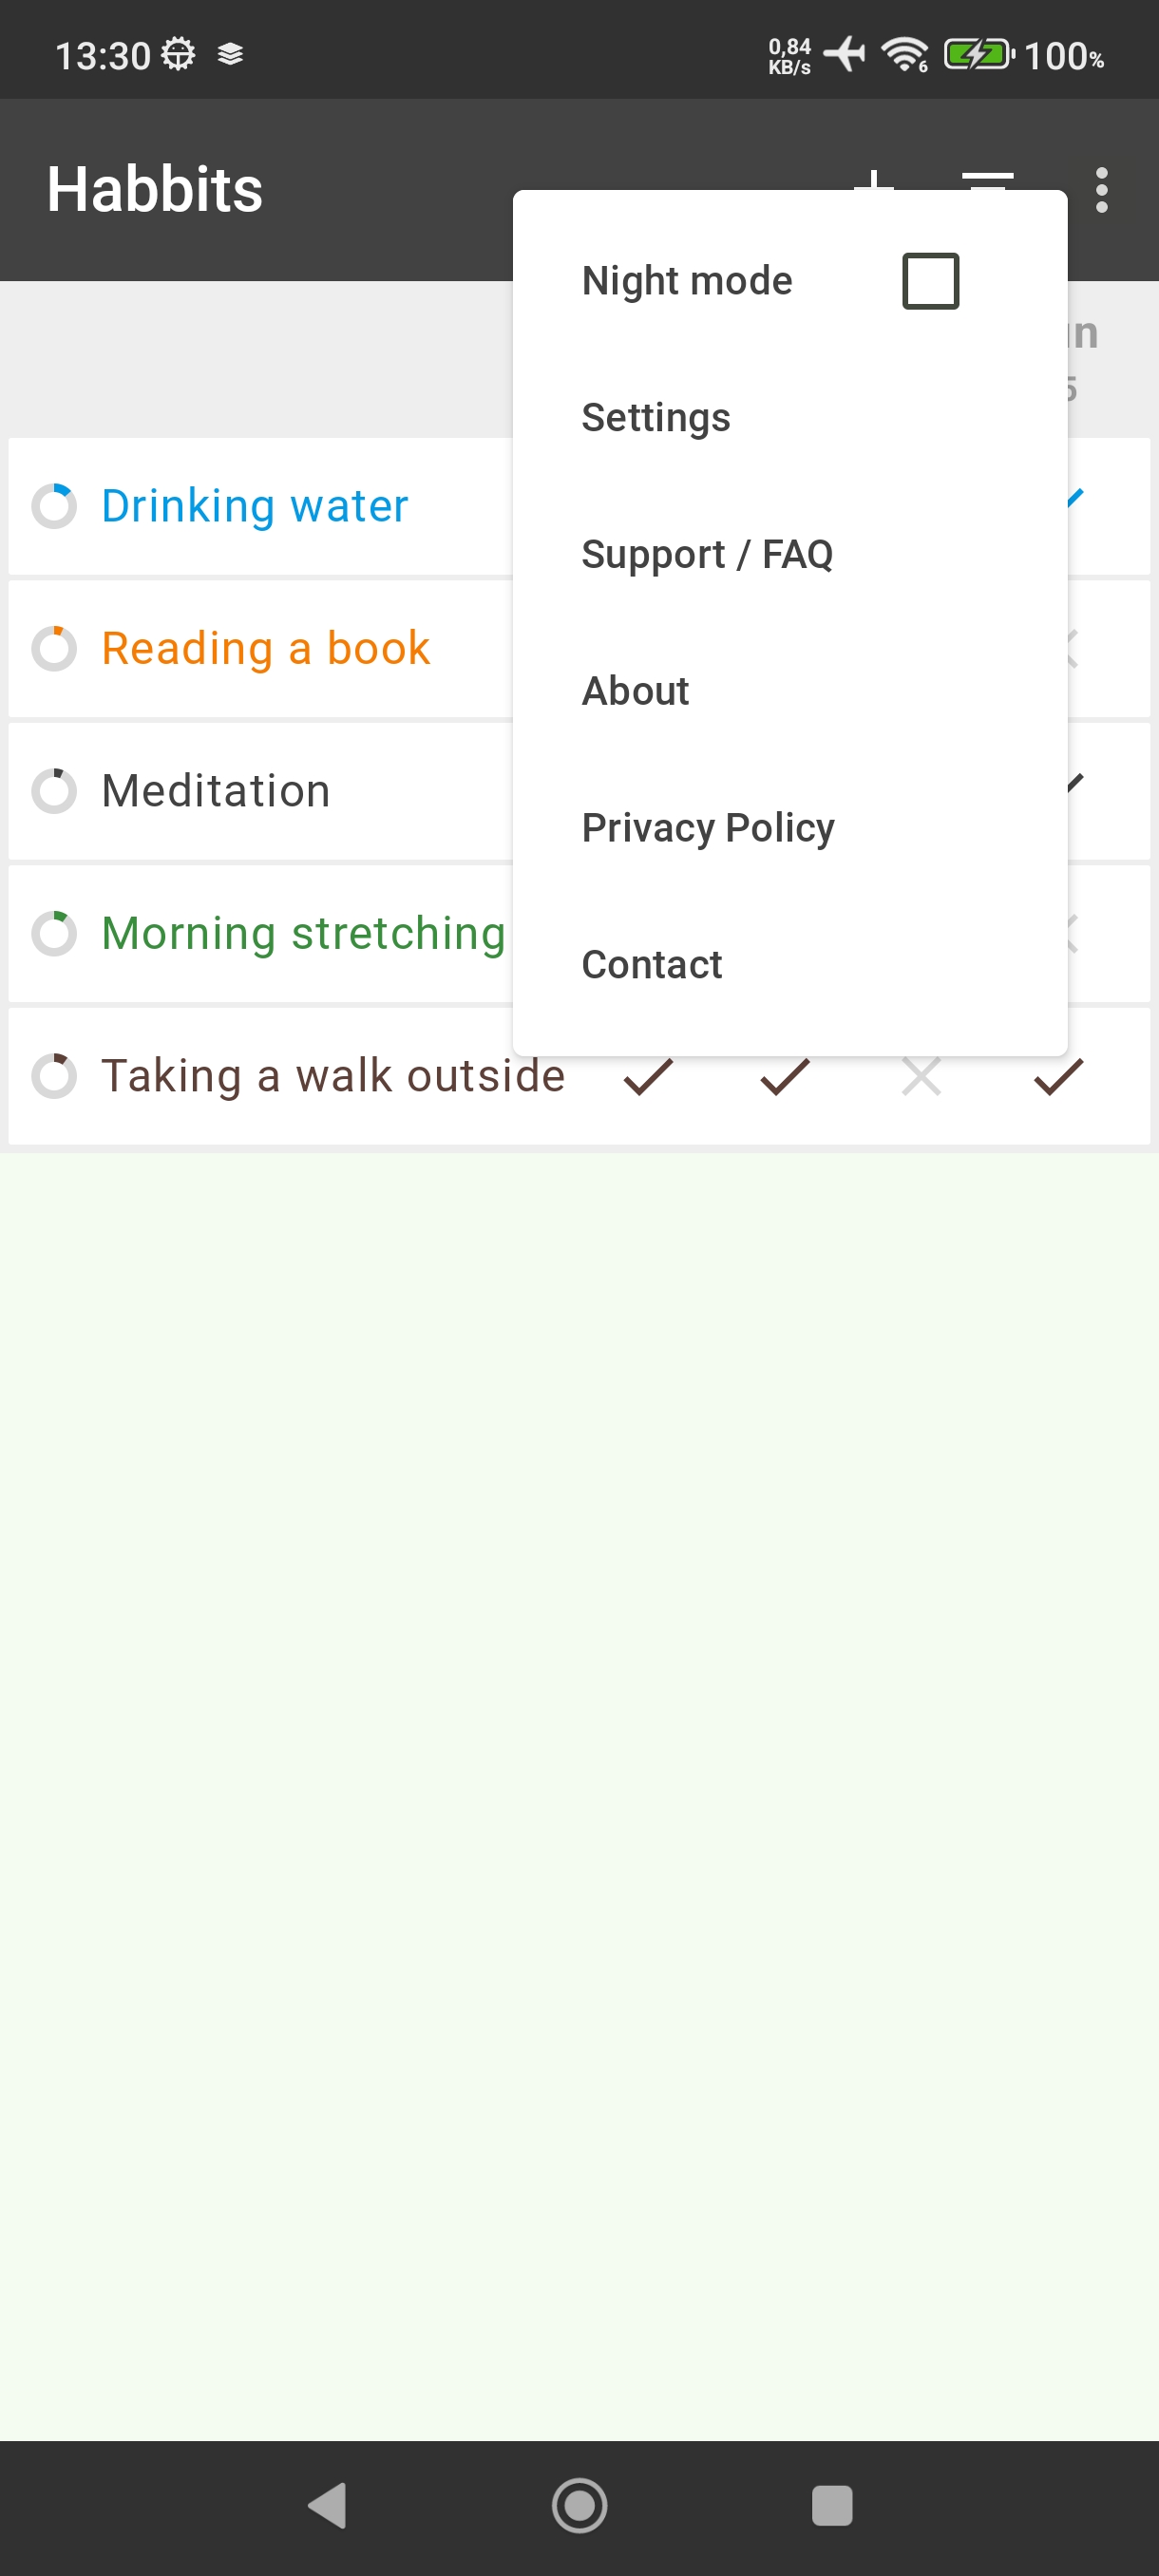 13:30
0,84
KB/s
6
100%
Habbits
Night mode
Settings
Support / FAQ
About
Privacy Policy
Contact
Drinking water
Reading a book
Meditation
Morning stretching
Taking a walk outside